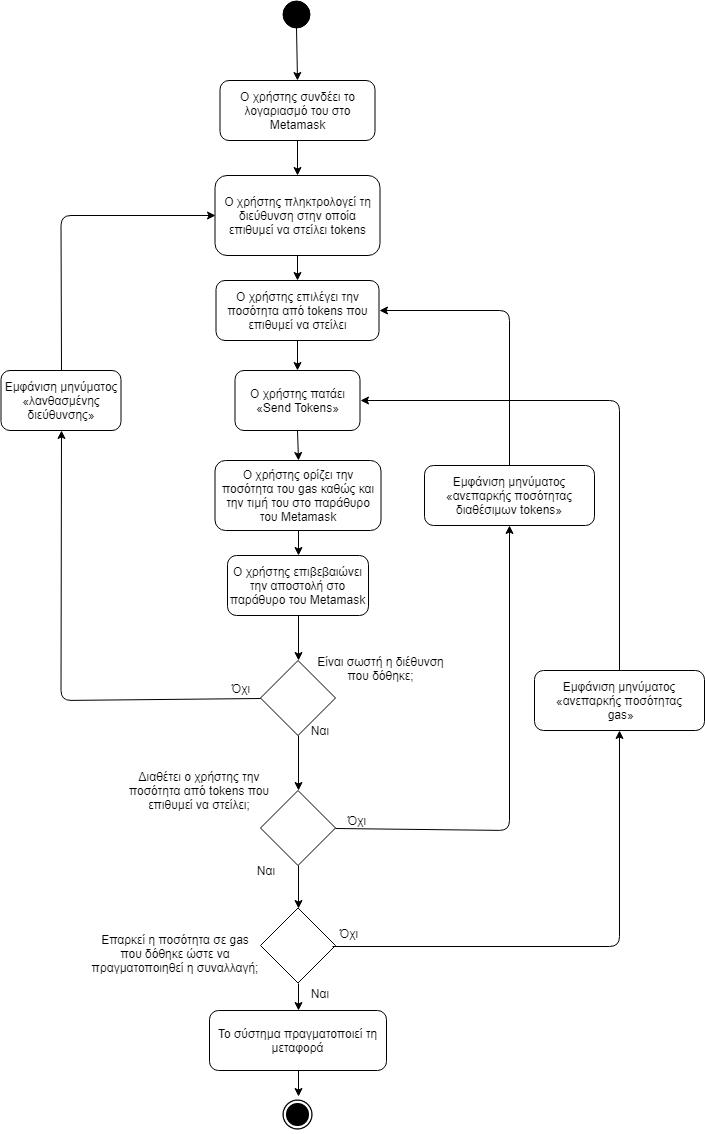 Ο χρήστης συνδέει το
λογαριασμό του στο
Metamask
Ο χρήστης πληκτρολογεί τη
διεύθυνση στην οποία
επιθυμεί να στείλει tokens
Ο χρήστης επιλέγει την
ποσότητα από tokens που
επιθυμεί να στείλει
Εμφάνιση μηνύματος
«λανθασμένης
διεύθυνσης»
Ο χρήστης πατάει
«Send Tokens»
Ο χρήστης ορίζει την
ποσότητα του gas καθώς και
την τιμή του στο παράθυρο
του Metamask
Εμφάνιση μηνύματος
«ανεπαρκής ποσότητας
διαθέσιμων tokens»
Ο χρήστης επιβεβαιώνει
την αποστολή στο
παράθυρο του Metamask
Είναι σωστή η διέθυνση
που δόθηκε;
Όχι
Ναι
Εμφάνιση μηνύματος
«ανεπαρκής ποσότητας
gas»
Διαθέτει ο χρήστης την
ποσότητα από tokens που
επιθυμεί να στείλει;
Όχι
Ναι
Επαρκεί η ποσότητα σε gas
που δόθηκε ώστε να
πραγματοποιηθεί η συναλλαγή;
Όχι
Ναι
Το σύστημα πραγματοποιεί τη
μεταφορά